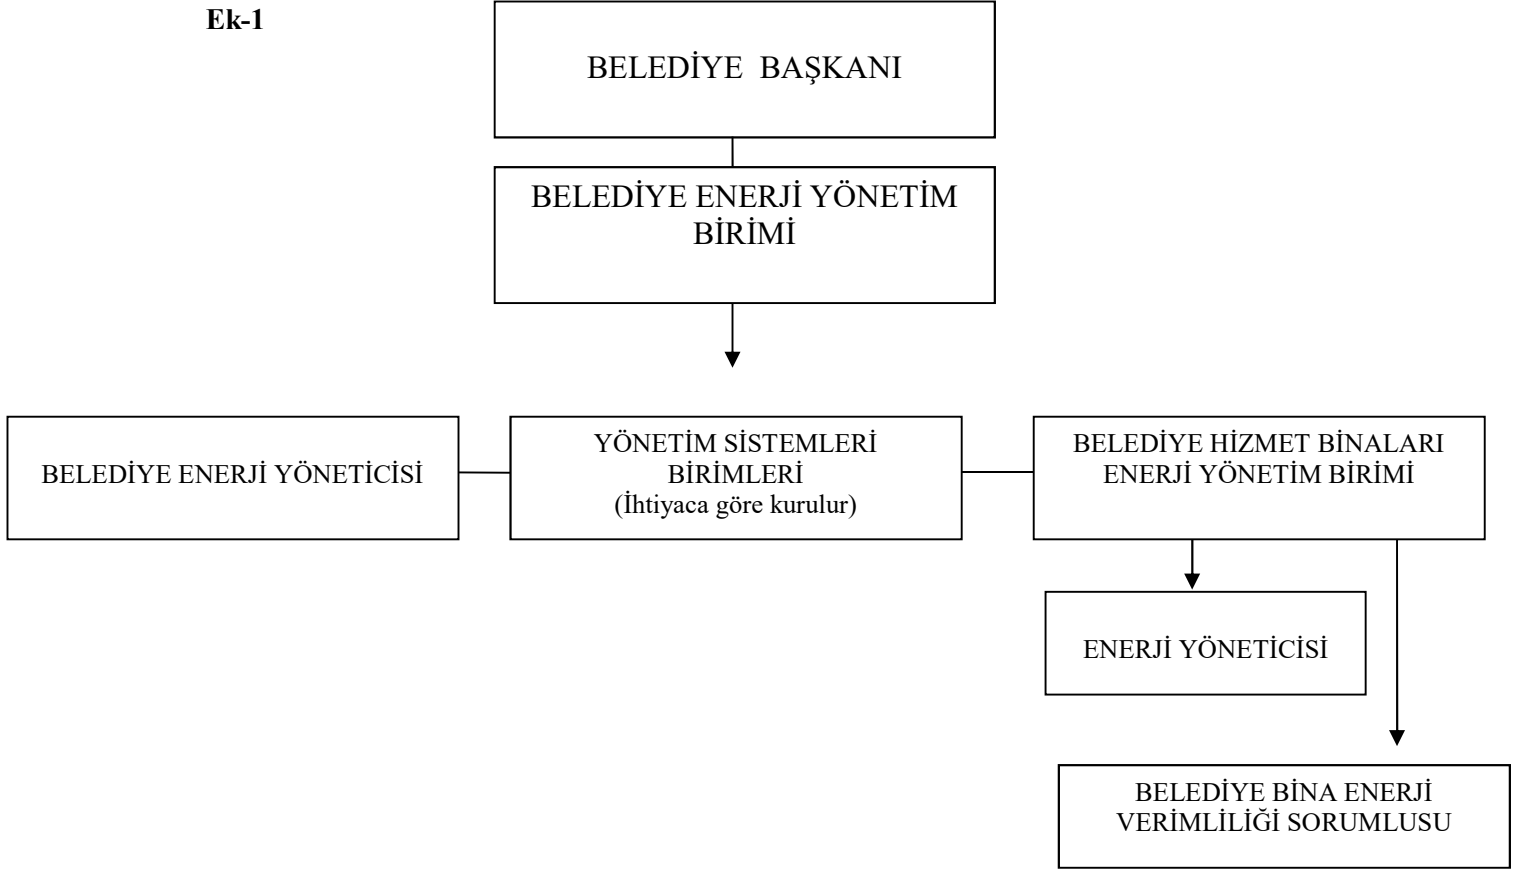 Ek-1
BELEDİYE BAŞKANI
BELEDİYE ENERJİ YÖNETİM
BİRİMİ
BELEDİYE ENERJİ YÖNETİCİSİ
YÖNETİM SİSTEMLERİ
BİRİMLERİ
(İhtiyaca göre kurulur)
BELEDİYE HİZMET BİNALARI
ENERJİ YÖNETİM BİRİMİ
ENERJİ YÖNETİCİSİ
BELEDİYE BİNA ENERJİ
VERİMLİLİĞİ SORUMLUSU